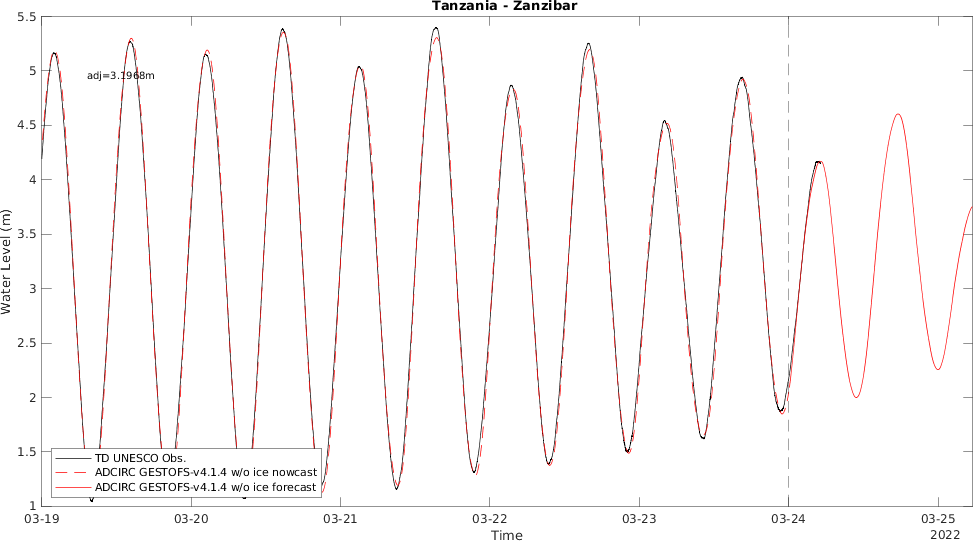 Tanzania - Zanzibar
5.5
5
4.5
4
3.5
3
2.5
2
1.5
1
Water Level (m)
adj=3.1968m
TD UNESCO Obs.
ADCIRC GESTOFS-v4.1.4 w/o ice nowcast
ADCIRC GESTOFS-v4.1.4 w/o ice forecast
03-19 03-20 03-21 03-22 03-23 03-24 03-25
Time
2022